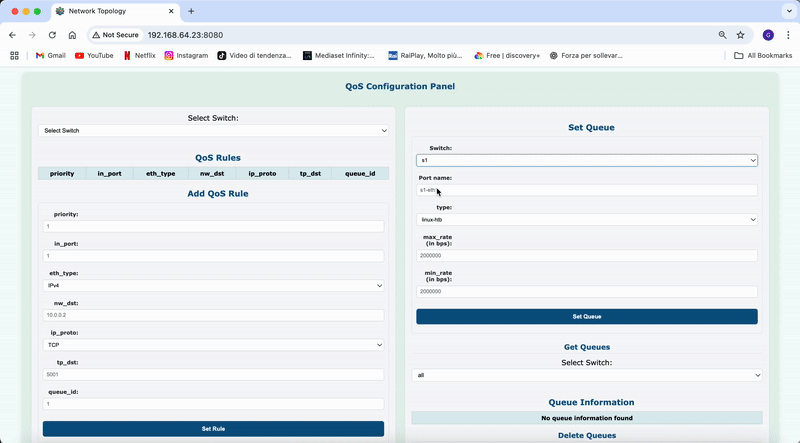 Network Topology
Not Secure 192.168.64.23:8080
Gmail YouTube Netflix Instagram Video di tendenza... Mediaset Infinity:... RaiPlay, Molto più... Free | discovery+ Forza per sollevar... All Bookmarks
QoS Configuration Panel
Select Switch:
Select Switch
QoS Rules
priority in_port eth_type nw_dst ip_proto tp_dst queue_id
Add QoS Rule
priority:
1
in_port:
1
eth_type:
IPv4
nw_dst:
10.0.0.2
ip_proto:
TCP
tp_dst:
5001
queue_id:
1
Set Rule
Set Queue
Switch:
s1
Port name:
s1-eth
type:
linux-htb
max_rate
(in bps):
2000000
min_rate
(in bps):
2000000
Set Queue
Get Queues
Select Switch:
all
Queue Information
No queue information found
Delete Queues